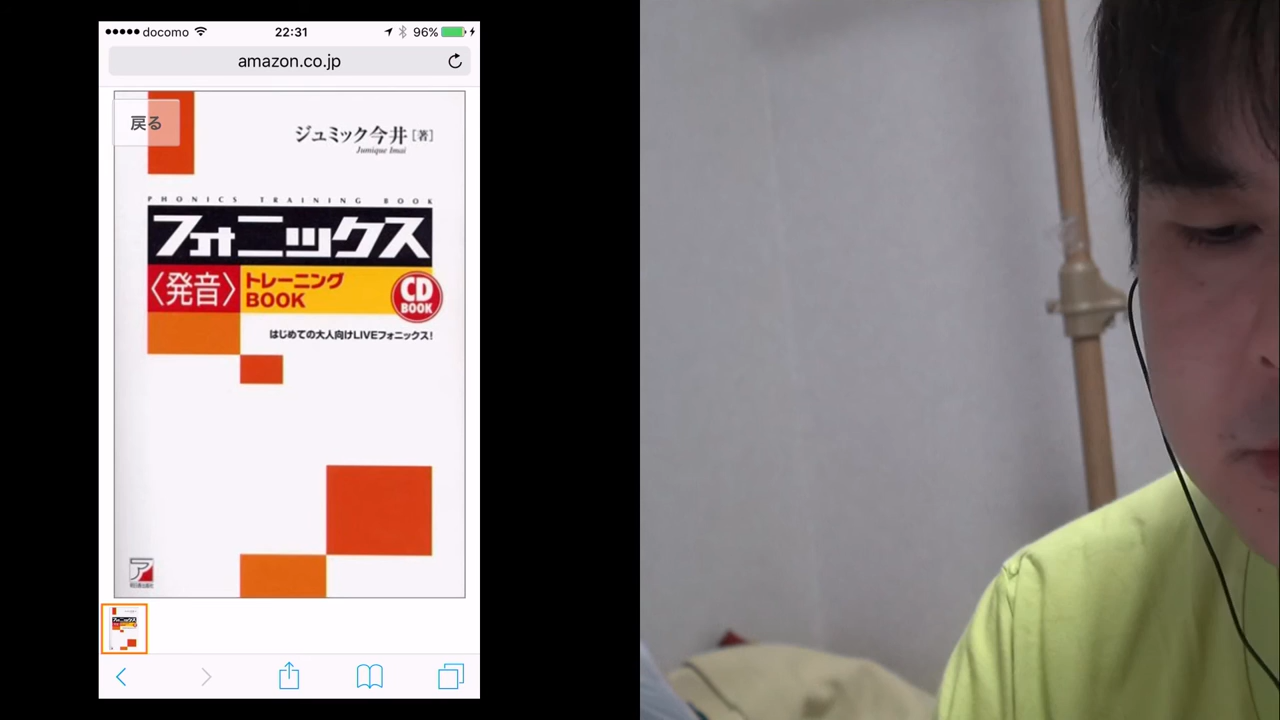 docomo 22:31 96%
amazon.co.jp
戻る
ジュミック今井[著]
Jumique Imai
PHONICS TRAINING BOOK
フォニックス
〈発音〉
トレーニング
BOOK
CD
BOOK
はじめての大人向けLIVEフォニックス!